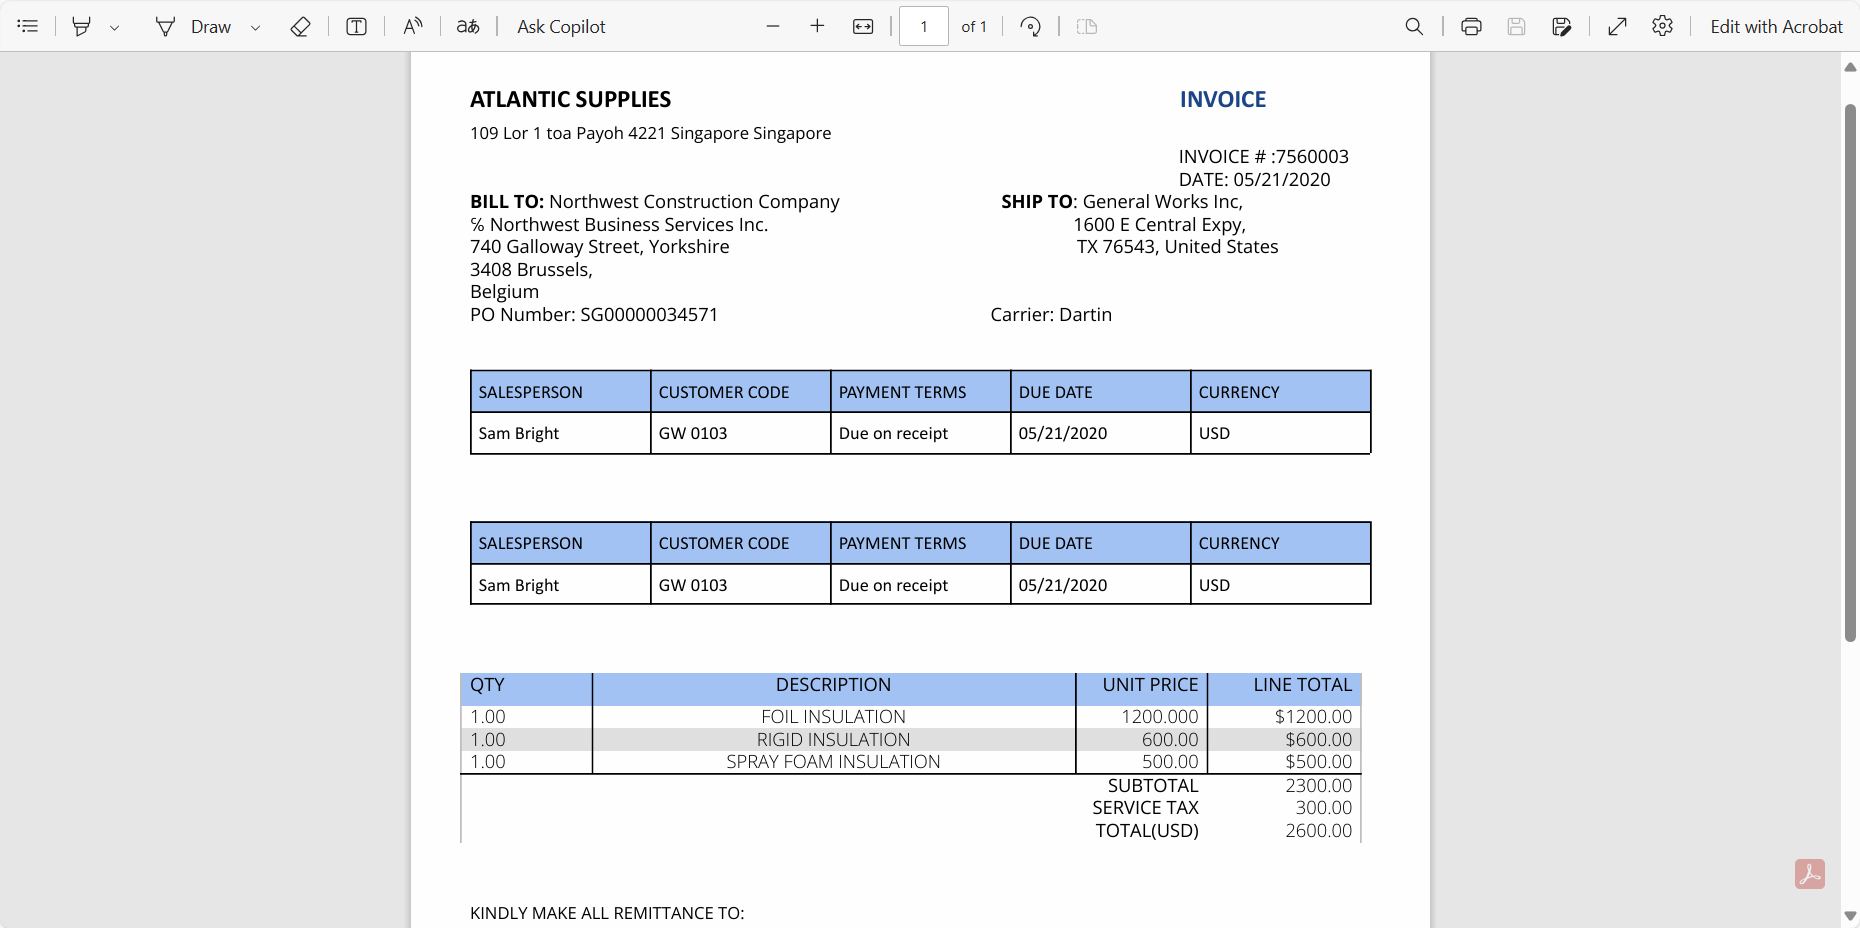 Draw
A))
aあ
Ask Copilot
1
of 1
Edit with Acrobat
ATLANTIC SUPPLIES
INVOICE
109 Lor 1 toa Payoh 4221 Singapore Singapore
INVOICE # :7560003
DATE: 05/21/2020
BILL TO: Northwest Construction Company
℅ Northwest Business Services Inc.
740 Galloway Street, Yorkshire
3408 Brussels,
Belgium
PO Number: SG00000034571
SHIP TO: General Works Inc,
1600 E Central Expy,
TX 76543, United States
Carrier: Dartin
SALESPERSON CUSTOMER CODE PAYMENT TERMS DUE DATE CURRENCY
Sam Bright GW 0103 Due on receipt 05/21/2020 USD
SALESPERSON CUSTOMER CODE PAYMENT TERMS DUE DATE CURRENCY
Sam Bright GW 0103 Due on receipt 05/21/2020 USD
QTY DESCRIPTION UNIT PRICE LINE TOTAL
1.00 FOIL INSULATION 1200.000 $1200.00
1.00 RIGID INSULATION 600.00 $600.00
1.00 SPRAY FOAM INSULATION 500.00 $500.00
SUBTOTAL 2300.00
SERVICE TAX 300.00
TOTAL(USD) 2600.00
KINDLY MAKE ALL REMITTANCE TO: